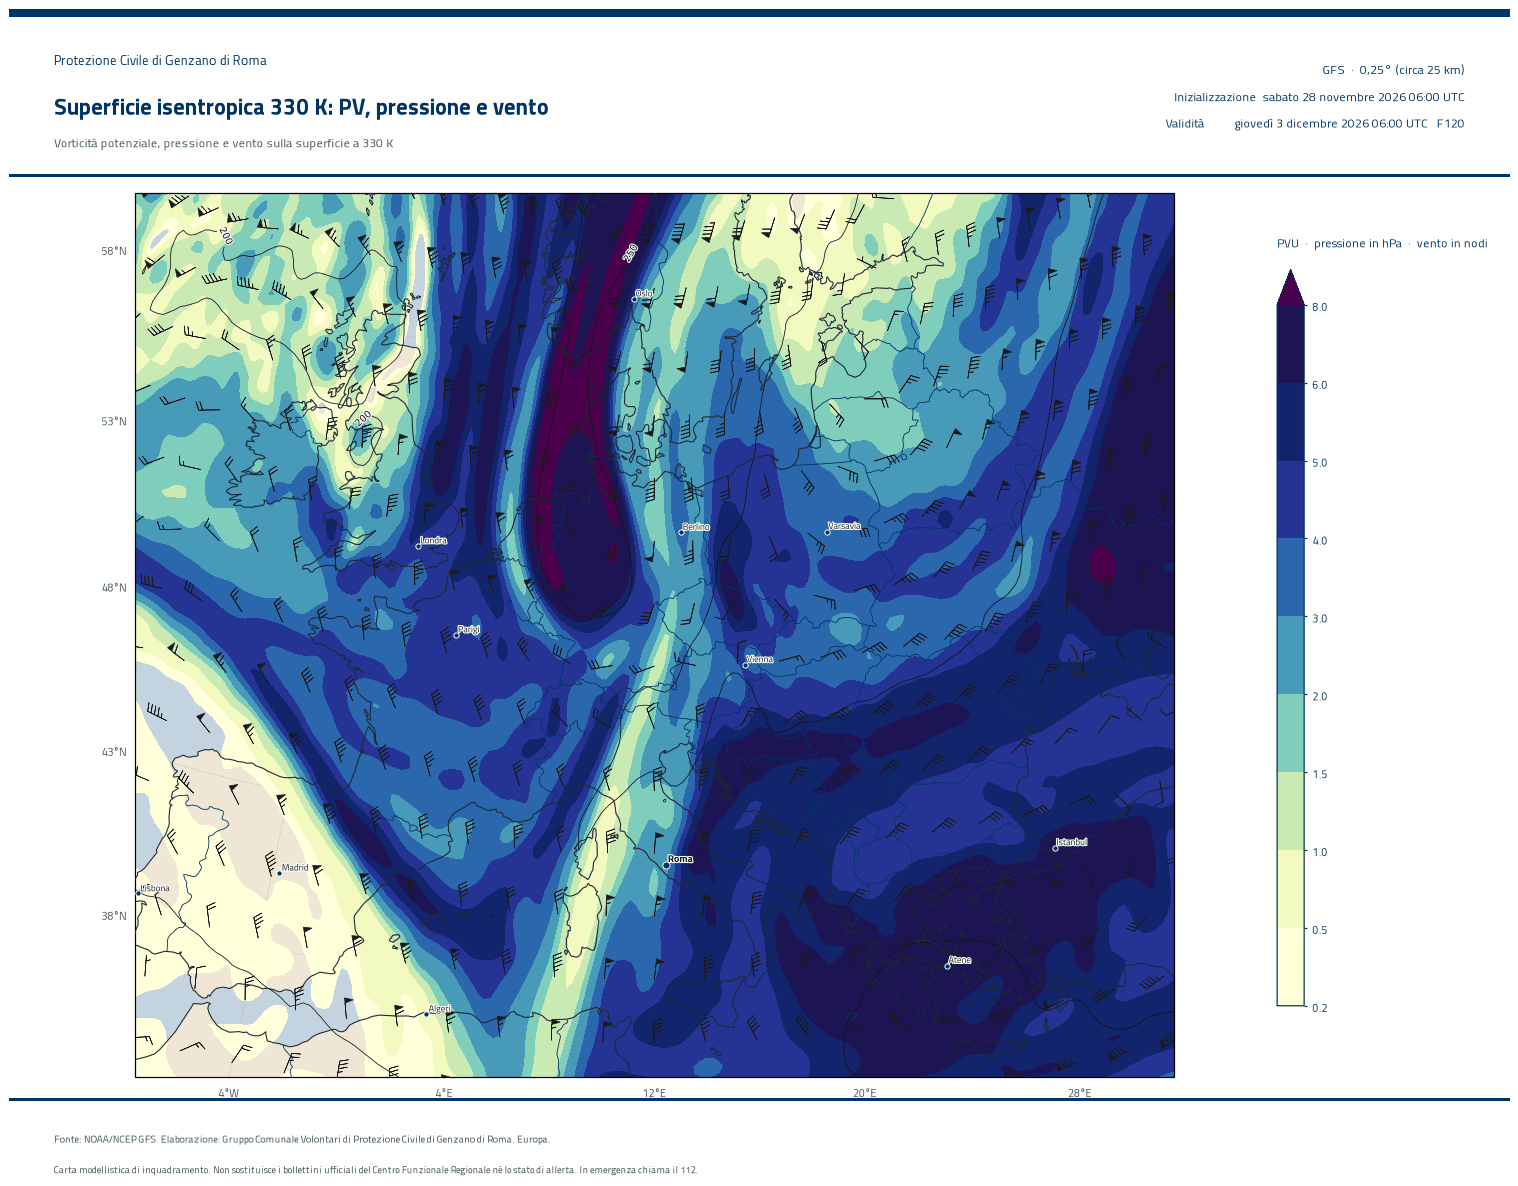 Protezione Civile di Genzano di Roma
Superficie isentropica 330 K: PV, pressione e vento
Vorticità potenziale, pressione e vento sulla superficie a 330 K
GFS · 0,25° (circa 25 km)
Inizializzazione sabato 28 novembre 2026 06:00 UTC
Validità giovedì 3 dicembre 2026 06:00 UTC F120
PVU · pressione in hPa · vento in nodi
8.0
6.0
5.0
4.0
3.0
2.0
1.5
1.0
0.5
0.2
58°N
53°N
48°N
43°N
38°N
4°W
4°E
12°E
20°E
28°E
200
250
200
Oslo
Londra
Berlino
Varsavia
Parigi
Vienna
Roma
Madrid
Lisbona
Istanbul
Atene
Algeri
Fonte: NOAA/NCEP GFS. Elaborazione: Gruppo Comunale Volontari di Protezione Civile di Genzano di Roma. Europa.
Carta modellistica di inquadramento. Non sostituisce i bollettini ufficiali del Centro Funzionale Regionale né lo stato di allerta. In emergenza chiama il 112.